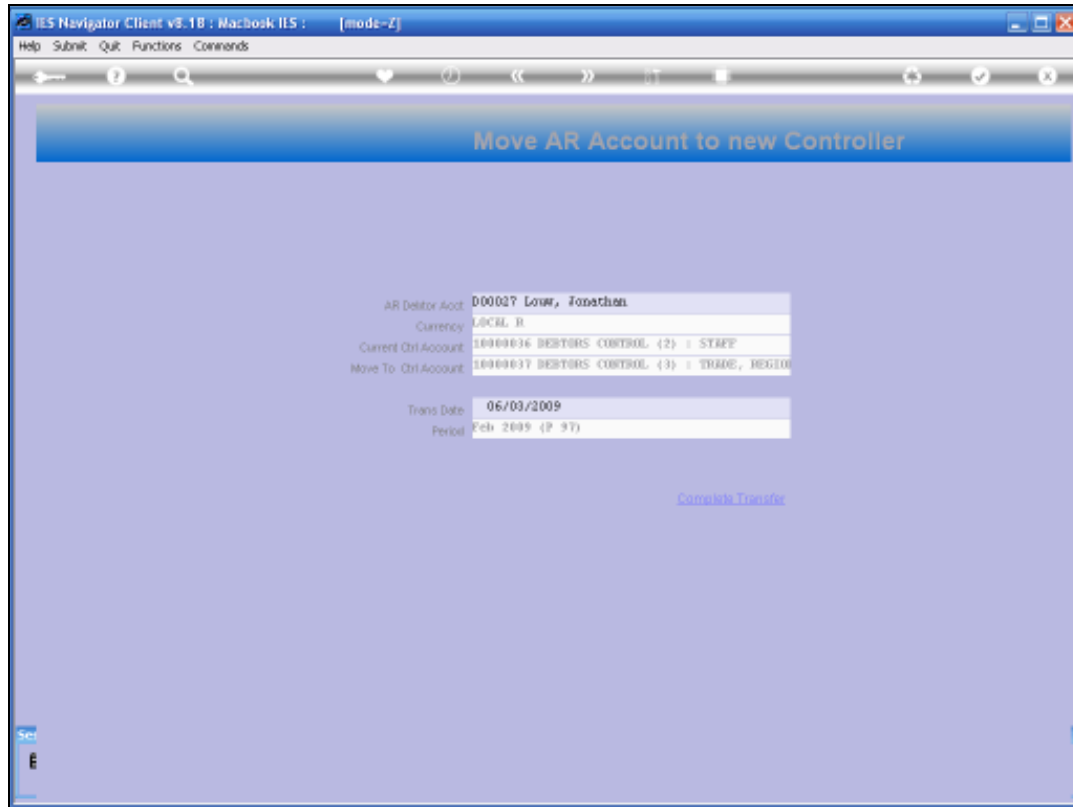 IES Navigator Client v8.18 : Macbook IES : [mode=Z]
Help Submit Quit Functions Commands
Move AR Account to new Controller
AR Debtor Acct D00027 Louw, Jonathan
Currency LOCAL R
Current Ctrl Account 10000036 DEBTORS CONTROL (2) : STAFF
Move To Ctrl Account 10000037 DEBTORS CONTROL (3) : TRADE, REGIO
Trans Date 06/03/2009
Period Feb 2009 (P 97)
Complete Transfer
Ses